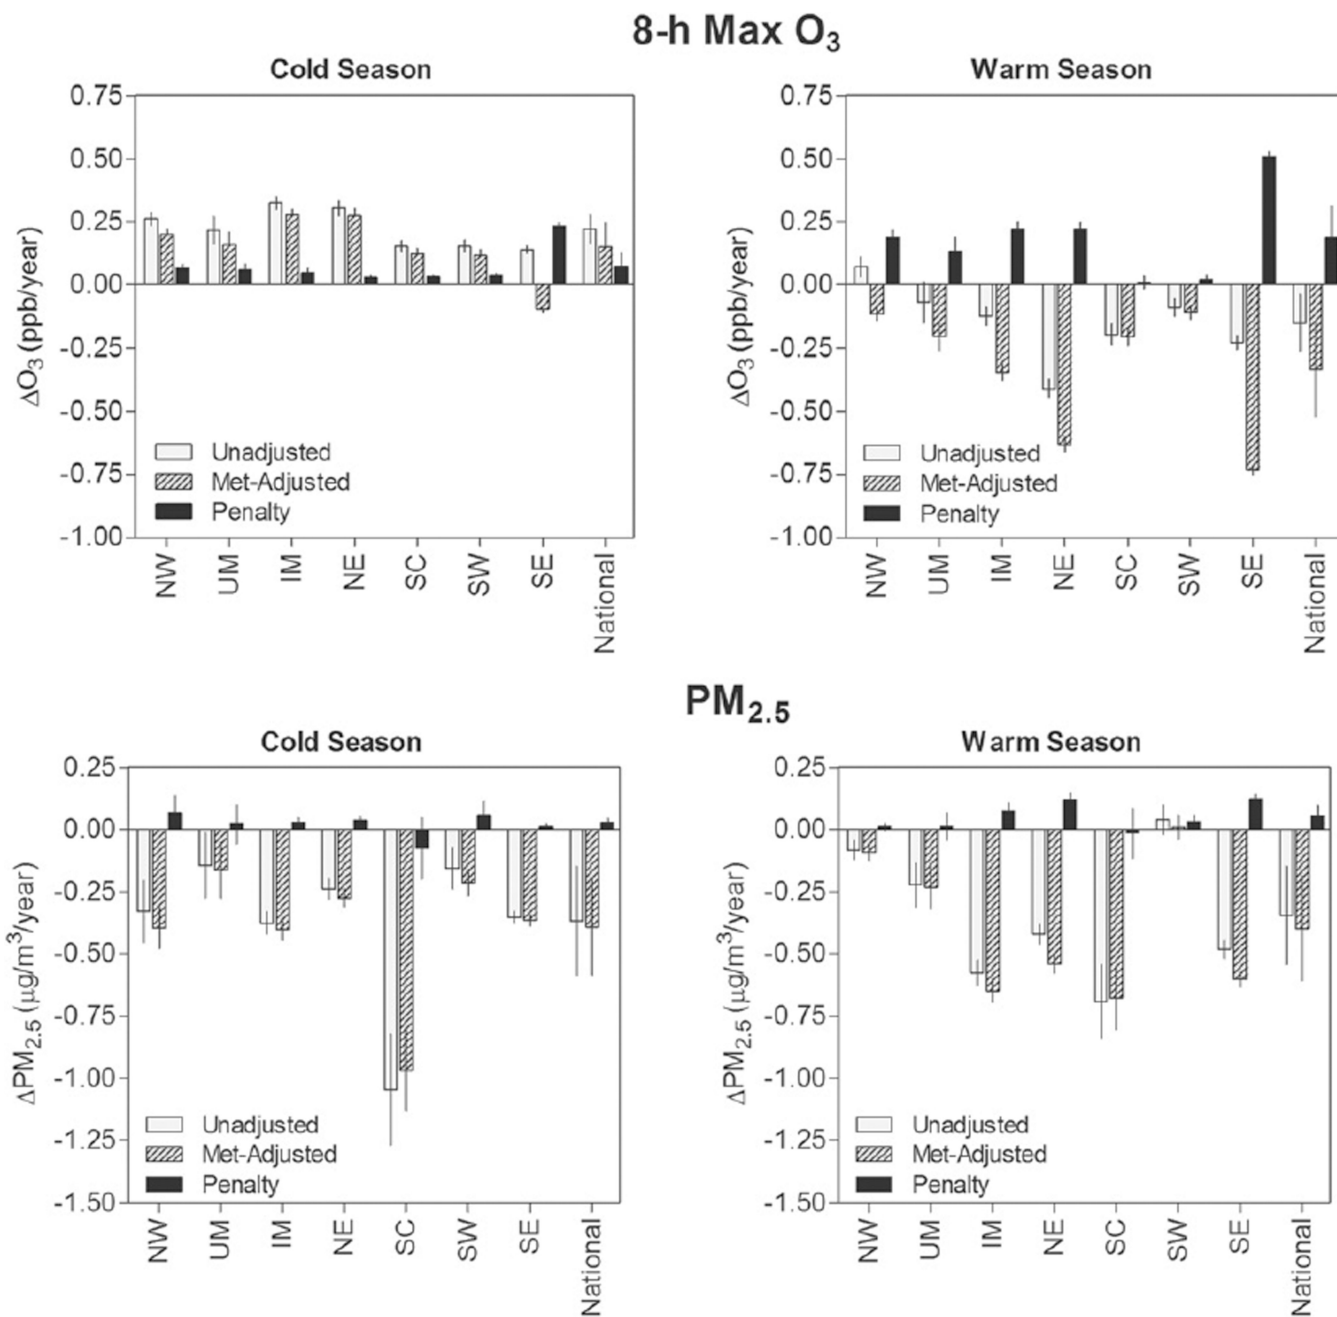 8-h Max O₃
Cold Season
0.75
0.50
0.25
0.00
-0.25
-0.50
-0.75
-1.00
ΔO₃ (ppb/year)
Unadjusted
Met-Adjusted
Penalty
NW
UM
IM
NE
SC
SW
SE
National
Warm Season
0.75
0.50
0.25
0.00
-0.25
-0.50
-0.75
-1.00
ΔO₃ (ppb/year)
Unadjusted
Met-Adjusted
Penalty
NW
UM
IM
NE
SC
SW
SE
National
PM₂.₅
Cold Season
0.25
0.00
-0.25
-0.50
-0.75
-1.00
-1.25
-1.50
ΔPM₂.₅ (μg/m³/year)
Unadjusted
Met-Adjusted
Penalty
NW
UM
IM
NE
SC
SW
SE
National
Warm Season
0.25
0.00
-0.25
-0.50
-0.75
-1.00
-1.25
-1.50
ΔPM₂.₅ (μg/m³/year)
Unadjusted
Met-Adjusted
Penalty
NW
UM
IM
NE
SC
SW
SE
National